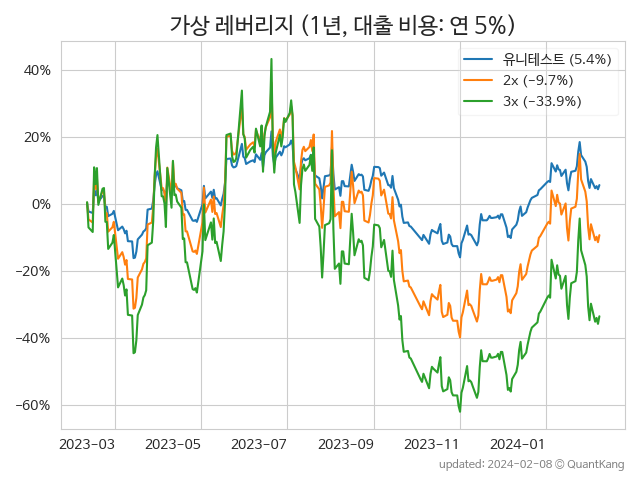 가상 레버리지 (1년, 대출 비용: 연 5%)
유니테스트 (5.4%)
2x (−9.7%)
3x (−33.9%)
40%
20%
0%
−20%
−40%
−60%
2023−03 2023−05 2023−07 2023−09 2023−11 2024−01
updated: 2024-02-08 © QuantKang